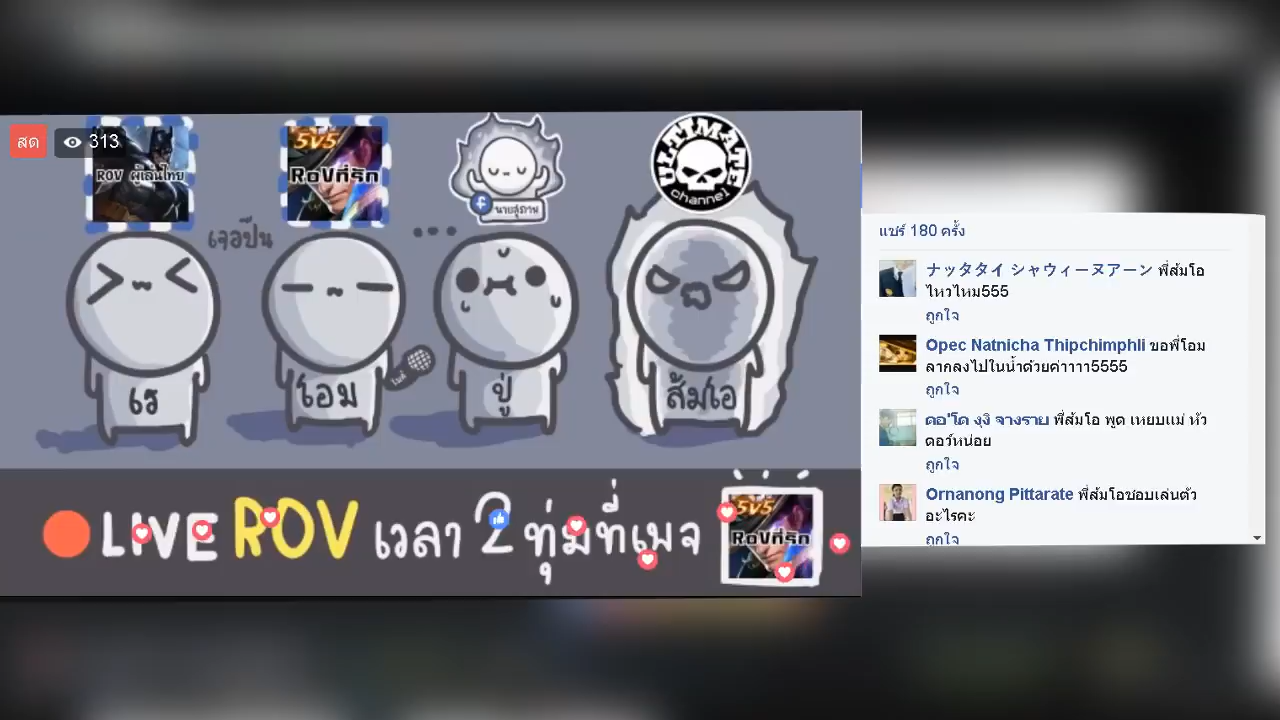 สด
313
ROV ผู้เล่นไทย
5V5
RoVที่รัก
นายสุภาพ
ULTIMATE
channel
เจอป๊น
เร
โอม
ไมค์
ปู่
ส้มโอ
LIVE ROV เวลา 2 ทุ่มที่เพจ
5V5
RoVที่รัก
แชร์ 180 ครั้ง
ナッタタイ シャウィーヌアーン พี่ส้มโอ
ไหวไหม555
ถูกใจ
Opec Natnicha Thipchimphli ขอพี่โอม
ลากลงไปในน้ำด้วยค่าาาา5555
ถูกใจ
ดอ'โด งุงิ จางราย พี่ส้มโอ พูด เหยบแม่ หัว
ดอว์หน่อย
ถูกใจ
Ornanong Pittarate พี่ส้มโอชอบเล่นตัว
อะไรคะ
ถูกใจ